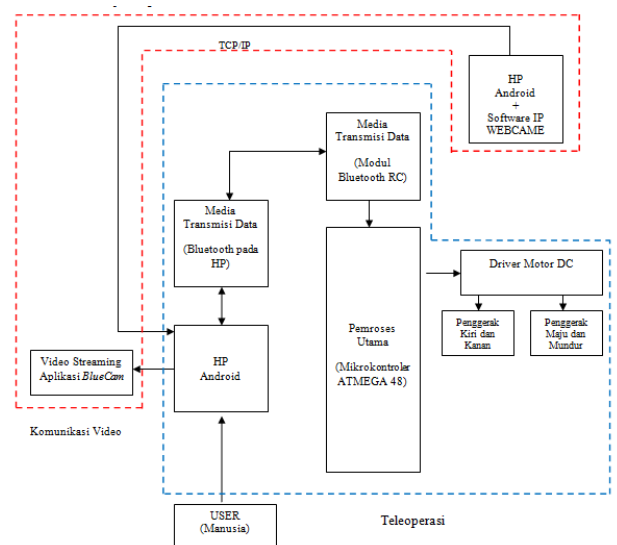 TCP/IP
HP
Android
+
Software IP
WEBCAME
Media
Transmisi Data
(Modul
Bluetooth RC)
Media
Transmisi Data
(Bluetooth pada
HP)
Driver Motor DC
Pemroses
Utama
(Mikrokontroler
ATMEGA 48)
Penggerak
Kiri dan
Kanan
Penggerak
Maju dan
Mundur
Video Streaming
Aplikasi BlueCam
HP
Android
Komunikasi Video
USER
(Manusia)
Teleoperasi